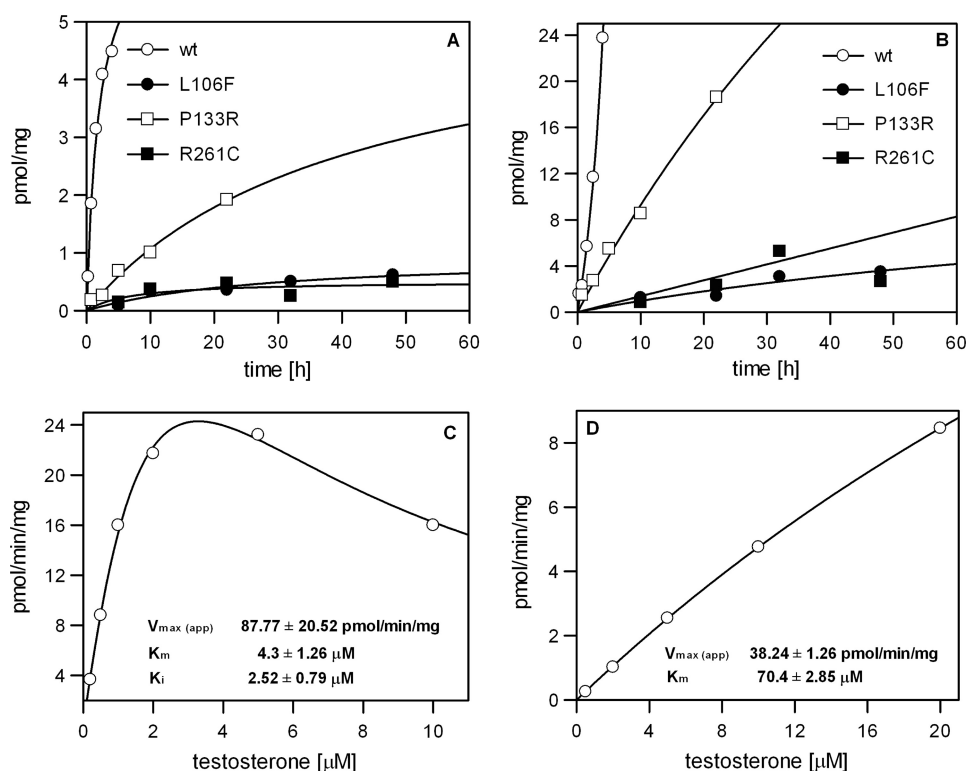 A
wt
L106F
P133R
R261C
5
4
3
2
1
0
pmol/mg
0 10 20 30 40 50 60
time [h]
B
wt
L106F
P133R
R261C
24
20
16
12
8
4
0
pmol/mg
0 10 20 30 40 50 60
time [h]
C
24
20
16
12
8
4
pmol/min/mg
Vmax (app) 87.77 ± 20.52 pmol/min/mg
Km 4.3 ± 1.26 μM
Ki 2.52 ± 0.79 μM
0 2 4 6 8 10
testosterone [μM]
D
8
6
4
2
0
pmol/min/mg
Vmax (app) 38.24 ± 1.26 pmol/min/mg
Km 70.4 ± 2.85 μM
0 4 8 12 16 20
testosterone [μM]